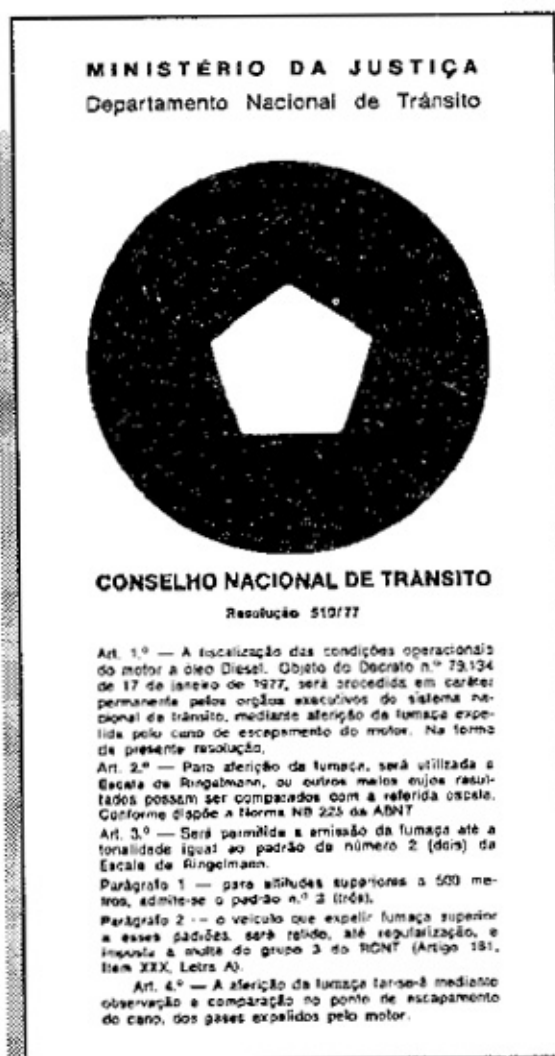 MINISTÉRIO DA JUSTIÇA
Departamento Nacional de Trânsito
CONSELHO NACIONAL DE TRÂNSITO
Resolução 510/77
Art. 1.º — A fiscalização das condições operacionais
do motor a óleo Diesel. Objeto do Decreto n.º 79.134
de 17 de janeiro de 1977, será procedida em caráter
permanente pelos orgãos executivos do sistema na-
cional de trânsito, mediante aferição da fumaça expe-
lida pelo cano de escapamento do motor. Na forma
da presente resolução,
Art. 2.º — Para aferição da fumaça, será utilizada a
Escala de Ringelmann, ou outros meios cujos resul-
tados possam ser comparados com a referida escala.
Conforme dispõe a Norma NB 225 da ABNT
Art. 3.º — Será permitida a emissão da fumaça até a
tonalidade igual ao padrão de número 2 (dois) da
Escala de Ringelmann.
Parágrafo 1 — para altitudes superiores a 500 me-
tros, admite-se o padrão n.º 3 (três).
Parágrafo 2 — o veículo que expelir fumaça superior
a esses padrões, será retido, até regularização, e
imposta a multa do grupo 3 do RCNT (Artigo 181,
Item XXX, Letra A).
Art. 4.º — A aferição da fumaça far-se-á mediante
observação e comparação no ponto de escapamento
do cano, dos gases expelidos pelo motor.